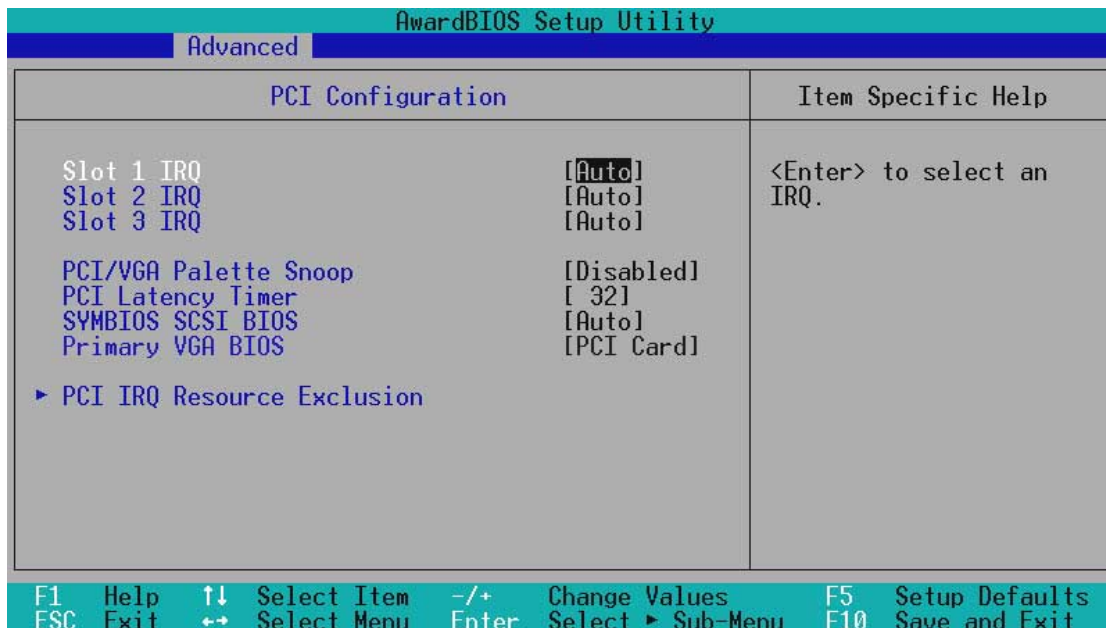 AwardBIOS Setup Utility
Advanced
PCI Configuration
Item Specific Help
Slot 1 IRQ [Auto]
Slot 2 IRQ [Auto]
Slot 3 IRQ [Auto]
PCI/VGA Palette Snoop [Disabled]
PCI Latency Timer [ 32]
SYMBIOS SCSI BIOS [Auto]
Primary VGA BIOS [PCI Card]
► PCI IRQ Resource Exclusion
<Enter> to select an
IRQ.
F1 Help ↑↓ Select Item -/+ Change Values F5 Setup Defaults
ESC Exit ←→ Select Menu Enter Select ► Sub-Menu F10 Save and Exit